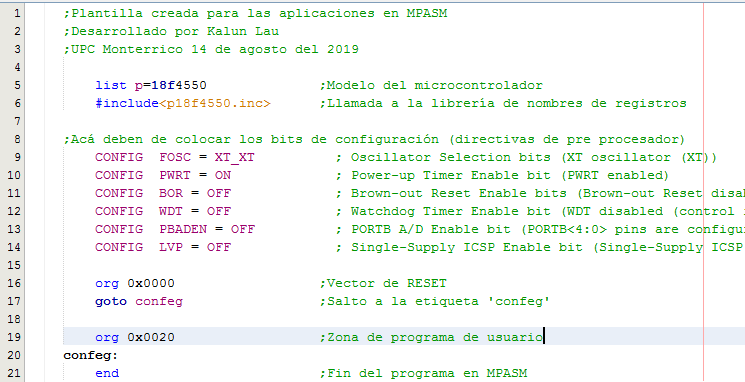 1 ;Plantilla creada para las aplicaciones en MPASM
2 ;Desarrollado por Kalun Lau
3 ;UPC Monterrico 14 de agosto del 2019
4
5 list p=18f4550 ;Modelo del microcontrolador
6 #include<p18f4550.inc> ;Llamada a la librería de nombres de registros
7
8 ;Acá deben de colocar los bits de configuración (directivas de pre procesador)
9 CONFIG FOSC = XT_XT ; Oscillator Selection bits (XT oscillator (XT))
10 CONFIG PWRT = ON ; Power-up Timer Enable bit (PWRT enabled)
11 CONFIG BOR = OFF ; Brown-out Reset Enable bits (Brown-out Reset disa
12 CONFIG WDT = OFF ; Watchdog Timer Enable bit (WDT disabled (control
13 CONFIG PBADEN = OFF ; PORTB A/D Enable bit (PORTB<4:0> pins are configu
14 CONFIG LVP = OFF ; Single-Supply ICSP Enable bit (Single-Supply ICSP
15
16 org 0x0000 ;Vector de RESET
17 goto confeg ;Salto a la etiqueta 'confeg'
18
19 org 0x0020 ;Zona de programa de usuario
20 confeg:
21 end ;Fin del programa en MPASM